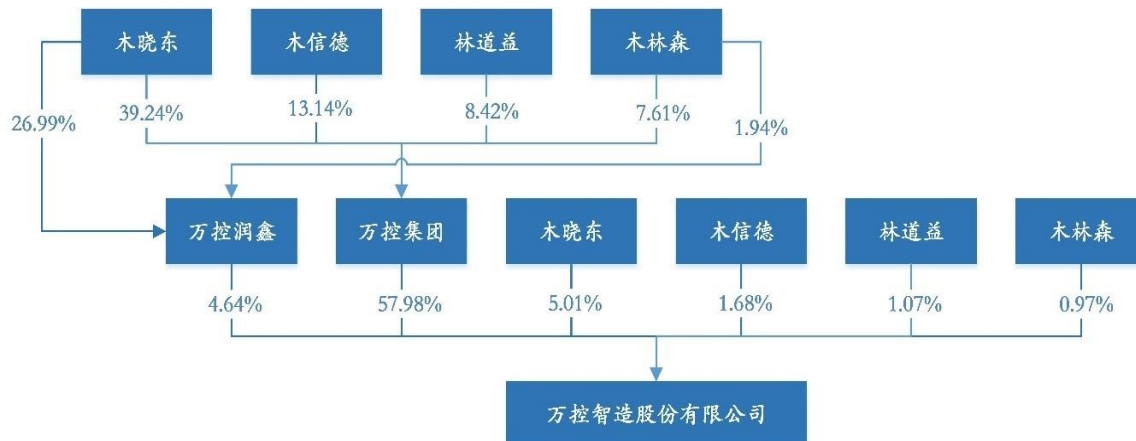 木晓东
木信德
林道益
木林森
39.24%
13.14%
8.42%
7.61%
26.99%
1.94%
万控润鑫
万控集团
木晓东
木信德
林道益
木林森
4.64%
57.98%
5.01%
1.68%
1.07%
0.97%
万控智造股份有限公司